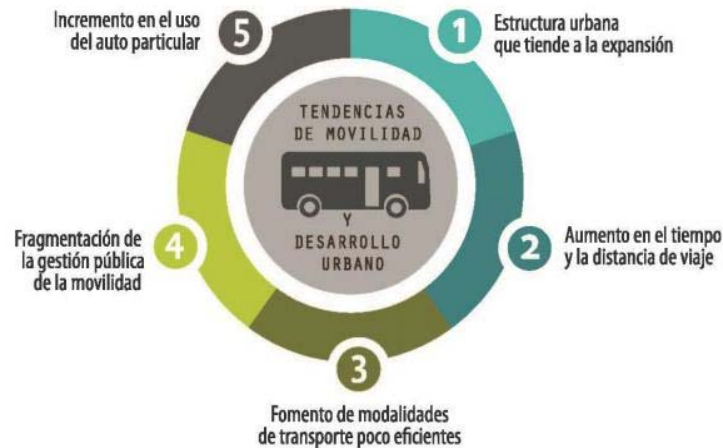 TENDENCIAS
DE MOVILIDAD
Y
DESARROLLO
URBANO
1
Estructura urbana
que tiende a la expansión
2
Aumento en el tiempo
y la distancia de viaje
3
Fomento de modalidades
de transporte poco eficientes
4
Fragmentación de
la gestión pública
de la movilidad
5
Incremento en el uso
del auto particular